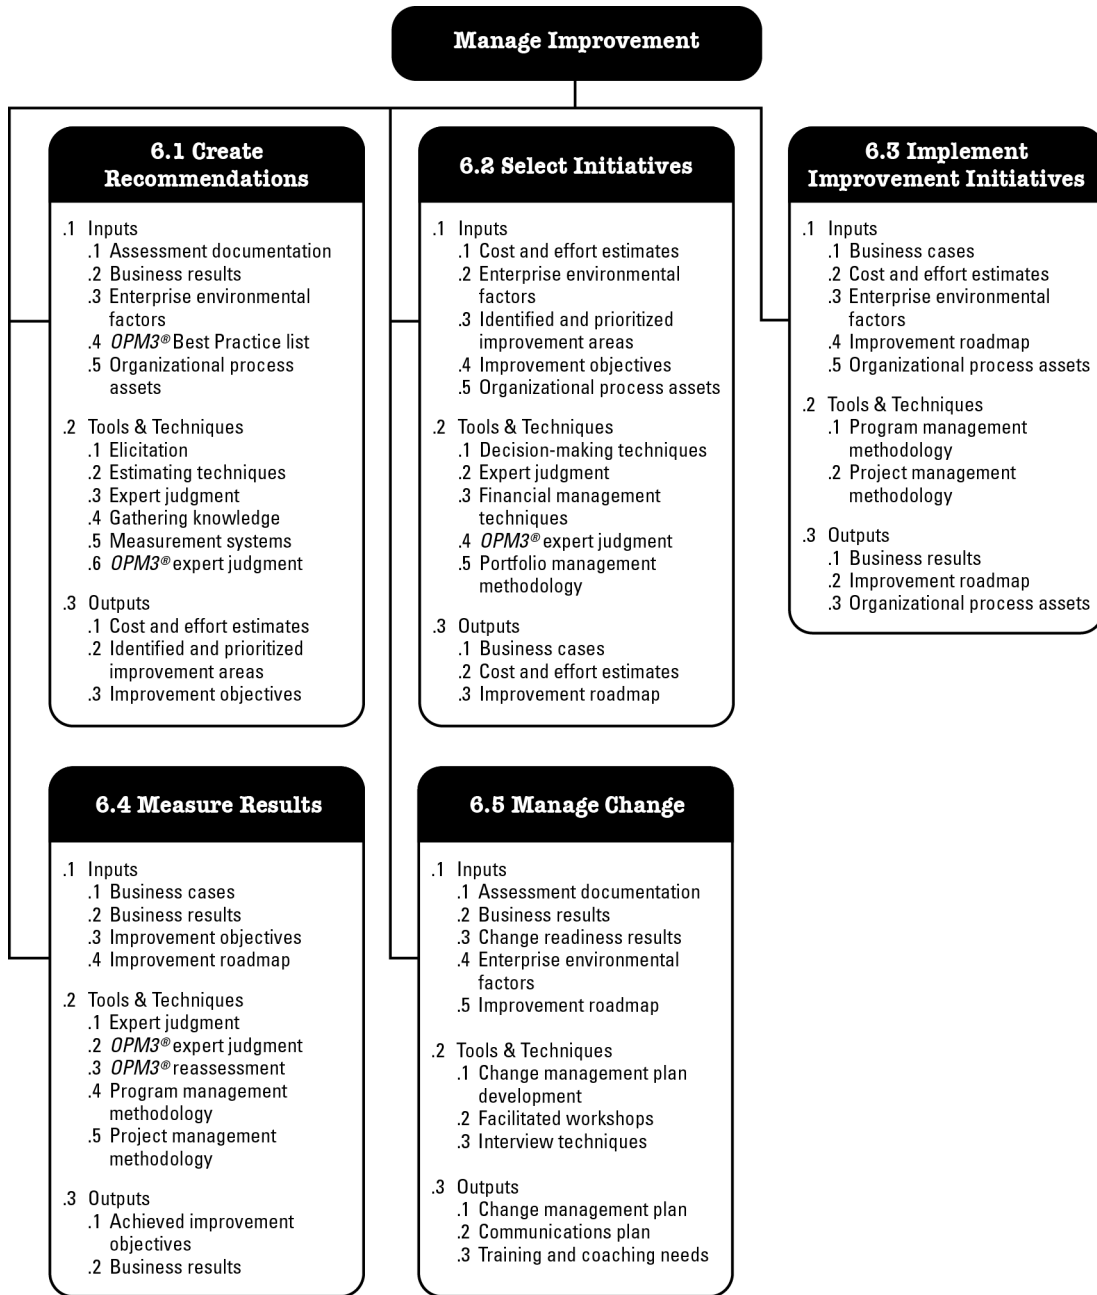 Manage Improvement
6.1 Create
Recommendations
.1 Inputs
.1 Assessment documentation
.2 Business results
.3 Enterprise environmental
factors
.4 OPM3® Best Practice list
.5 Organizational process
assets
.2 Tools & Techniques
.1 Elicitation
.2 Estimating techniques
.3 Expert judgment
.4 Gathering knowledge
.5 Measurement systems
.6 OPM3® expert judgment
.3 Outputs
.1 Cost and effort estimates
.2 Identified and prioritized
improvement areas
.3 Improvement objectives
6.2 Select Initiatives
.1 Inputs
.1 Cost and effort estimates
.2 Enterprise environmental
factors
.3 Identified and prioritized
improvement areas
.4 Improvement objectives
.5 Organizational process assets
.2 Tools & Techniques
.1 Decision-making techniques
.2 Expert judgment
.3 Financial management
techniques
.4 OPM3® expert judgment
.5 Portfolio management
methodology
.3 Outputs
.1 Business cases
.2 Cost and effort estimates
.3 Improvement roadmap
6.3 Implement
Improvement Initiatives
.1 Inputs
.1 Business cases
.2 Cost and effort estimates
.3 Enterprise environmental
factors
.4 Improvement roadmap
.5 Organizational process assets
.2 Tools & Techniques
.1 Program management
methodology
.2 Project management
methodology
.3 Outputs
.1 Business results
.2 Improvement roadmap
.3 Organizational process assets
6.4 Measure Results
.1 Inputs
.1 Business cases
.2 Business results
.3 Improvement objectives
.4 Improvement roadmap
.2 Tools & Techniques
.1 Expert judgment
.2 OPM3® expert judgment
.3 OPM3® reassessment
.4 Program management
methodology
.5 Project management
methodology
.3 Outputs
.1 Achieved improvement
objectives
.2 Business results
6.5 Manage Change
.1 Inputs
.1 Assessment documentation
.2 Business results
.3 Change readiness results
.4 Enterprise environmental
factors
.5 Improvement roadmap
.2 Tools & Techniques
.1 Change management plan
development
.2 Facilitated workshops
.3 Interview techniques
.3 Outputs
.1 Change management plan
.2 Communications plan
.3 Training and coaching needs